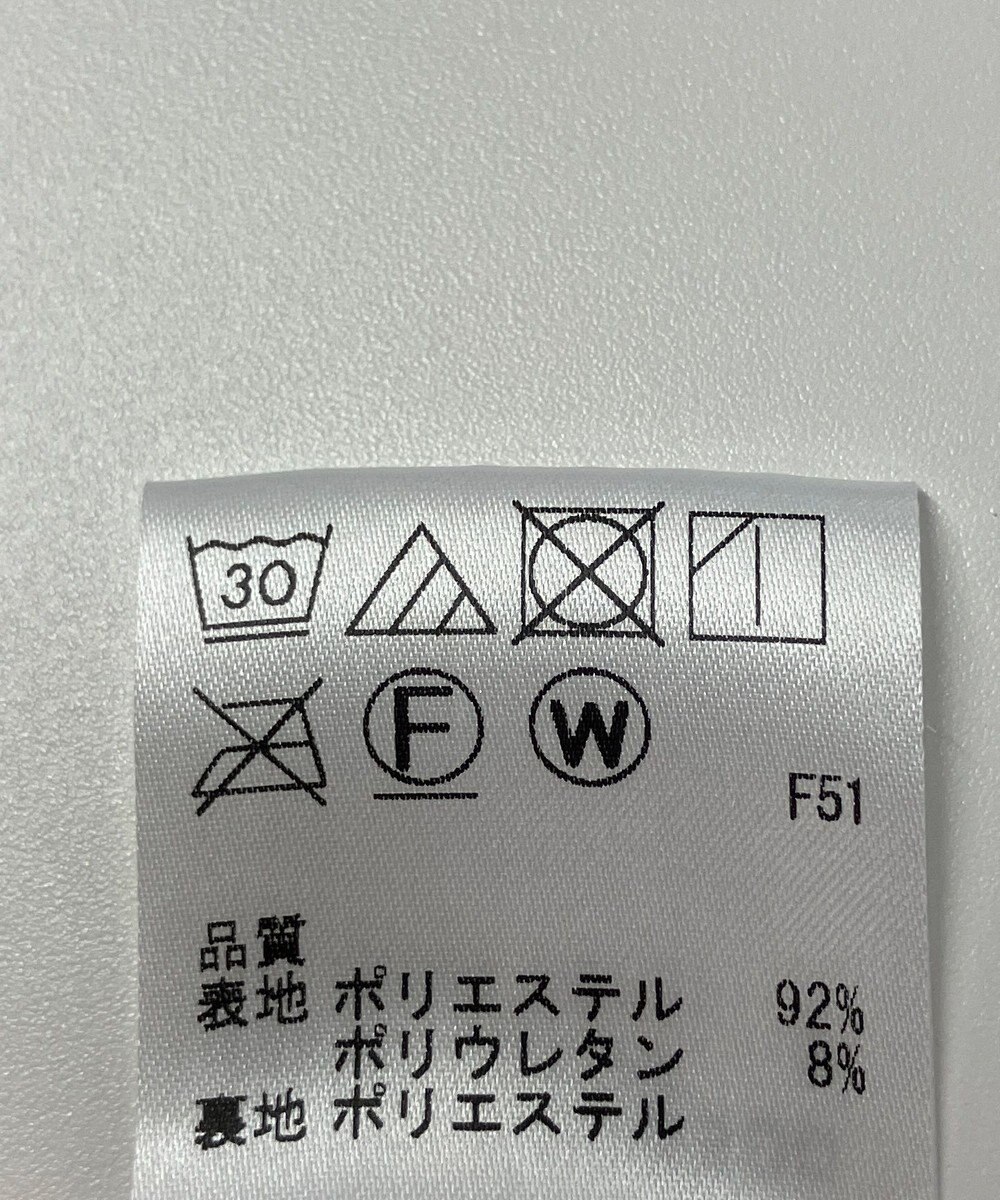 30
F W
F51
品質
表地 ポリエステル 92%
ポリウレタン 8%
裏地 ポリエステル